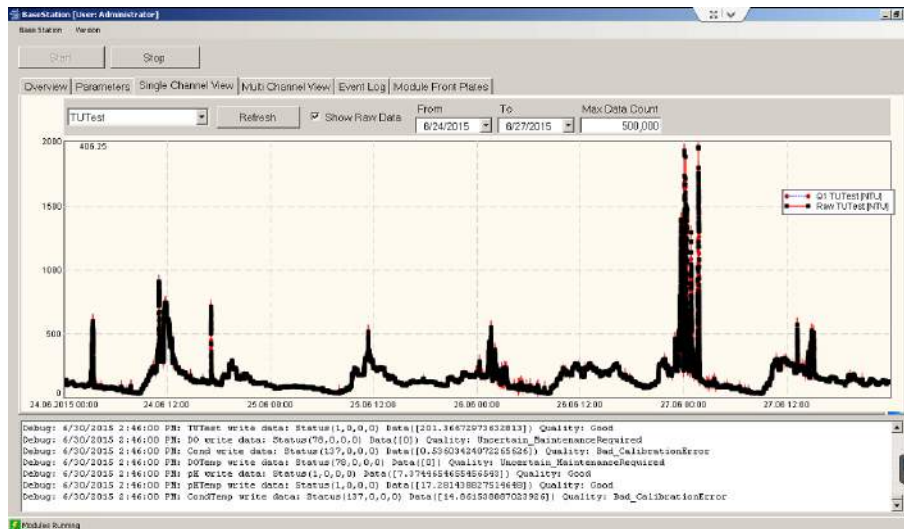 BaseStation [User: Administrator]
Base Station Version
Start Stop
Overview Parameters Single Channel View Multi Channel View Event Log Module Front Plates
TUTest Refresh Show Raw Data
From To Max Data Count
6/24/2015 6/27/2015 500,000
2000 406.25
1500
Q1 TUTest [NTU]
Raw TUTest [NTU]
1000
500
0
24.06.2015 00:00 24.06 12:00 25.06 00:00 25.06 12:00 26.06 00:00 26.06 12:00 27.06 00:00 27.06 12:00
Debug: 6/30/2015 2:46:00 PM: TUTest write data: Status(1,0,0,0) Data([201.36672973632813]) Quality: Good
Debug: 6/30/2015 2:46:00 PM: DO write data: Status(78,0,0,0) Data([0]) Quality: Uncertain_MaintenanceRequired
Debug: 6/30/2015 2:46:00 PM: Cond write data: Status(137,0,0,0) Data([0.53603424072265626]) Quality: Bad_CalibrationError
Debug: 6/30/2015 2:46:00 PM: DOTemp write data: Status(78,0,0,0) Data([0]) Quality: Uncertain_MaintenanceRequired
Debug: 6/30/2015 2:46:00 PM: pH write data: Status(1,0,0,0) Data([7.3744654655456543]) Quality: Good
Debug: 6/30/2015 2:46:00 PM: pHTemp write data: Status(1,0,0,0) Data([17.281438827514648]) Quality: Good
Debug: 6/30/2015 2:46:00 PM: CondTemp write data: Status(137,0,0,0) Data([14.861538887023926]) Quality: Bad_CalibrationError
Modules Running